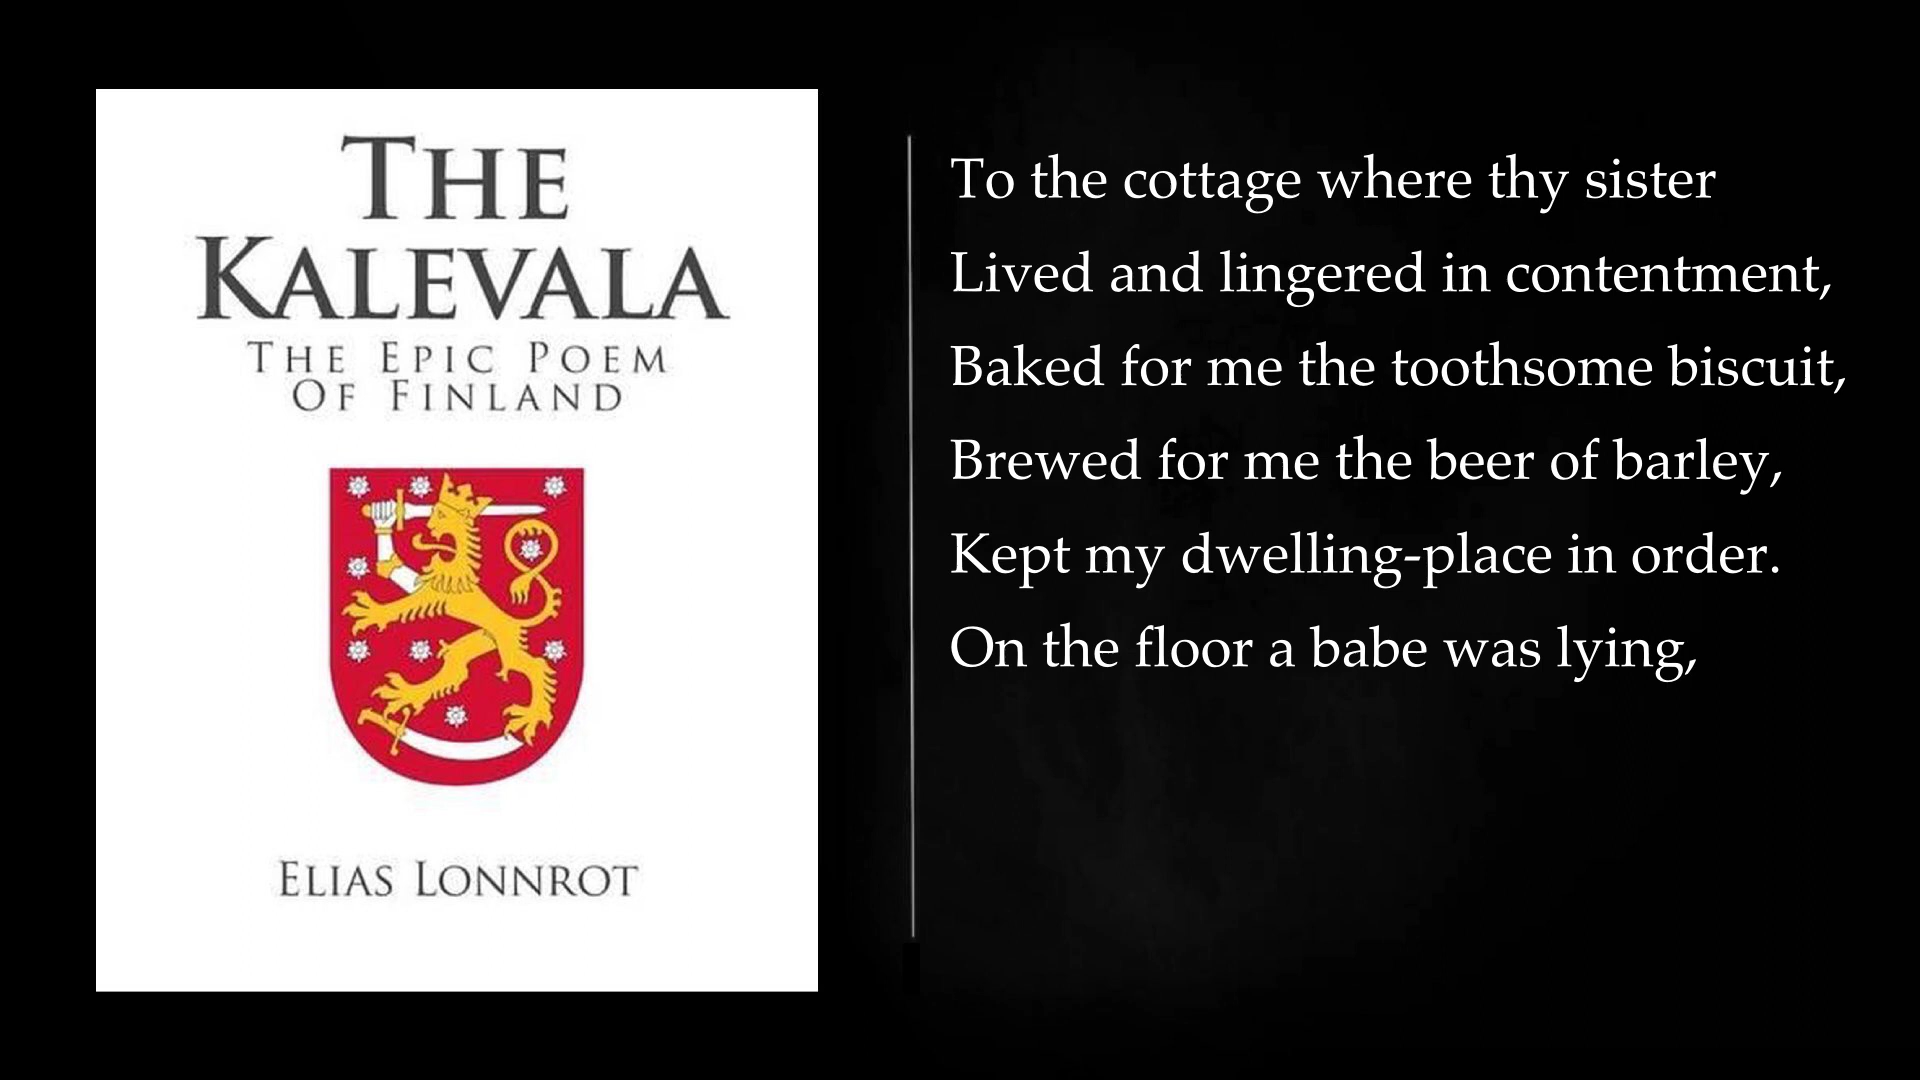 THE
KALEVALA
THE EPIC POEM
OF FINLAND
ELIAS LONNROT
To the cottage where thy sister
Lived and lingered in contentment,
Baked for me the toothsome biscuit,
Brewed for me the beer of barley,
Kept my dwelling-place in order.
On the floor a babe was lying,